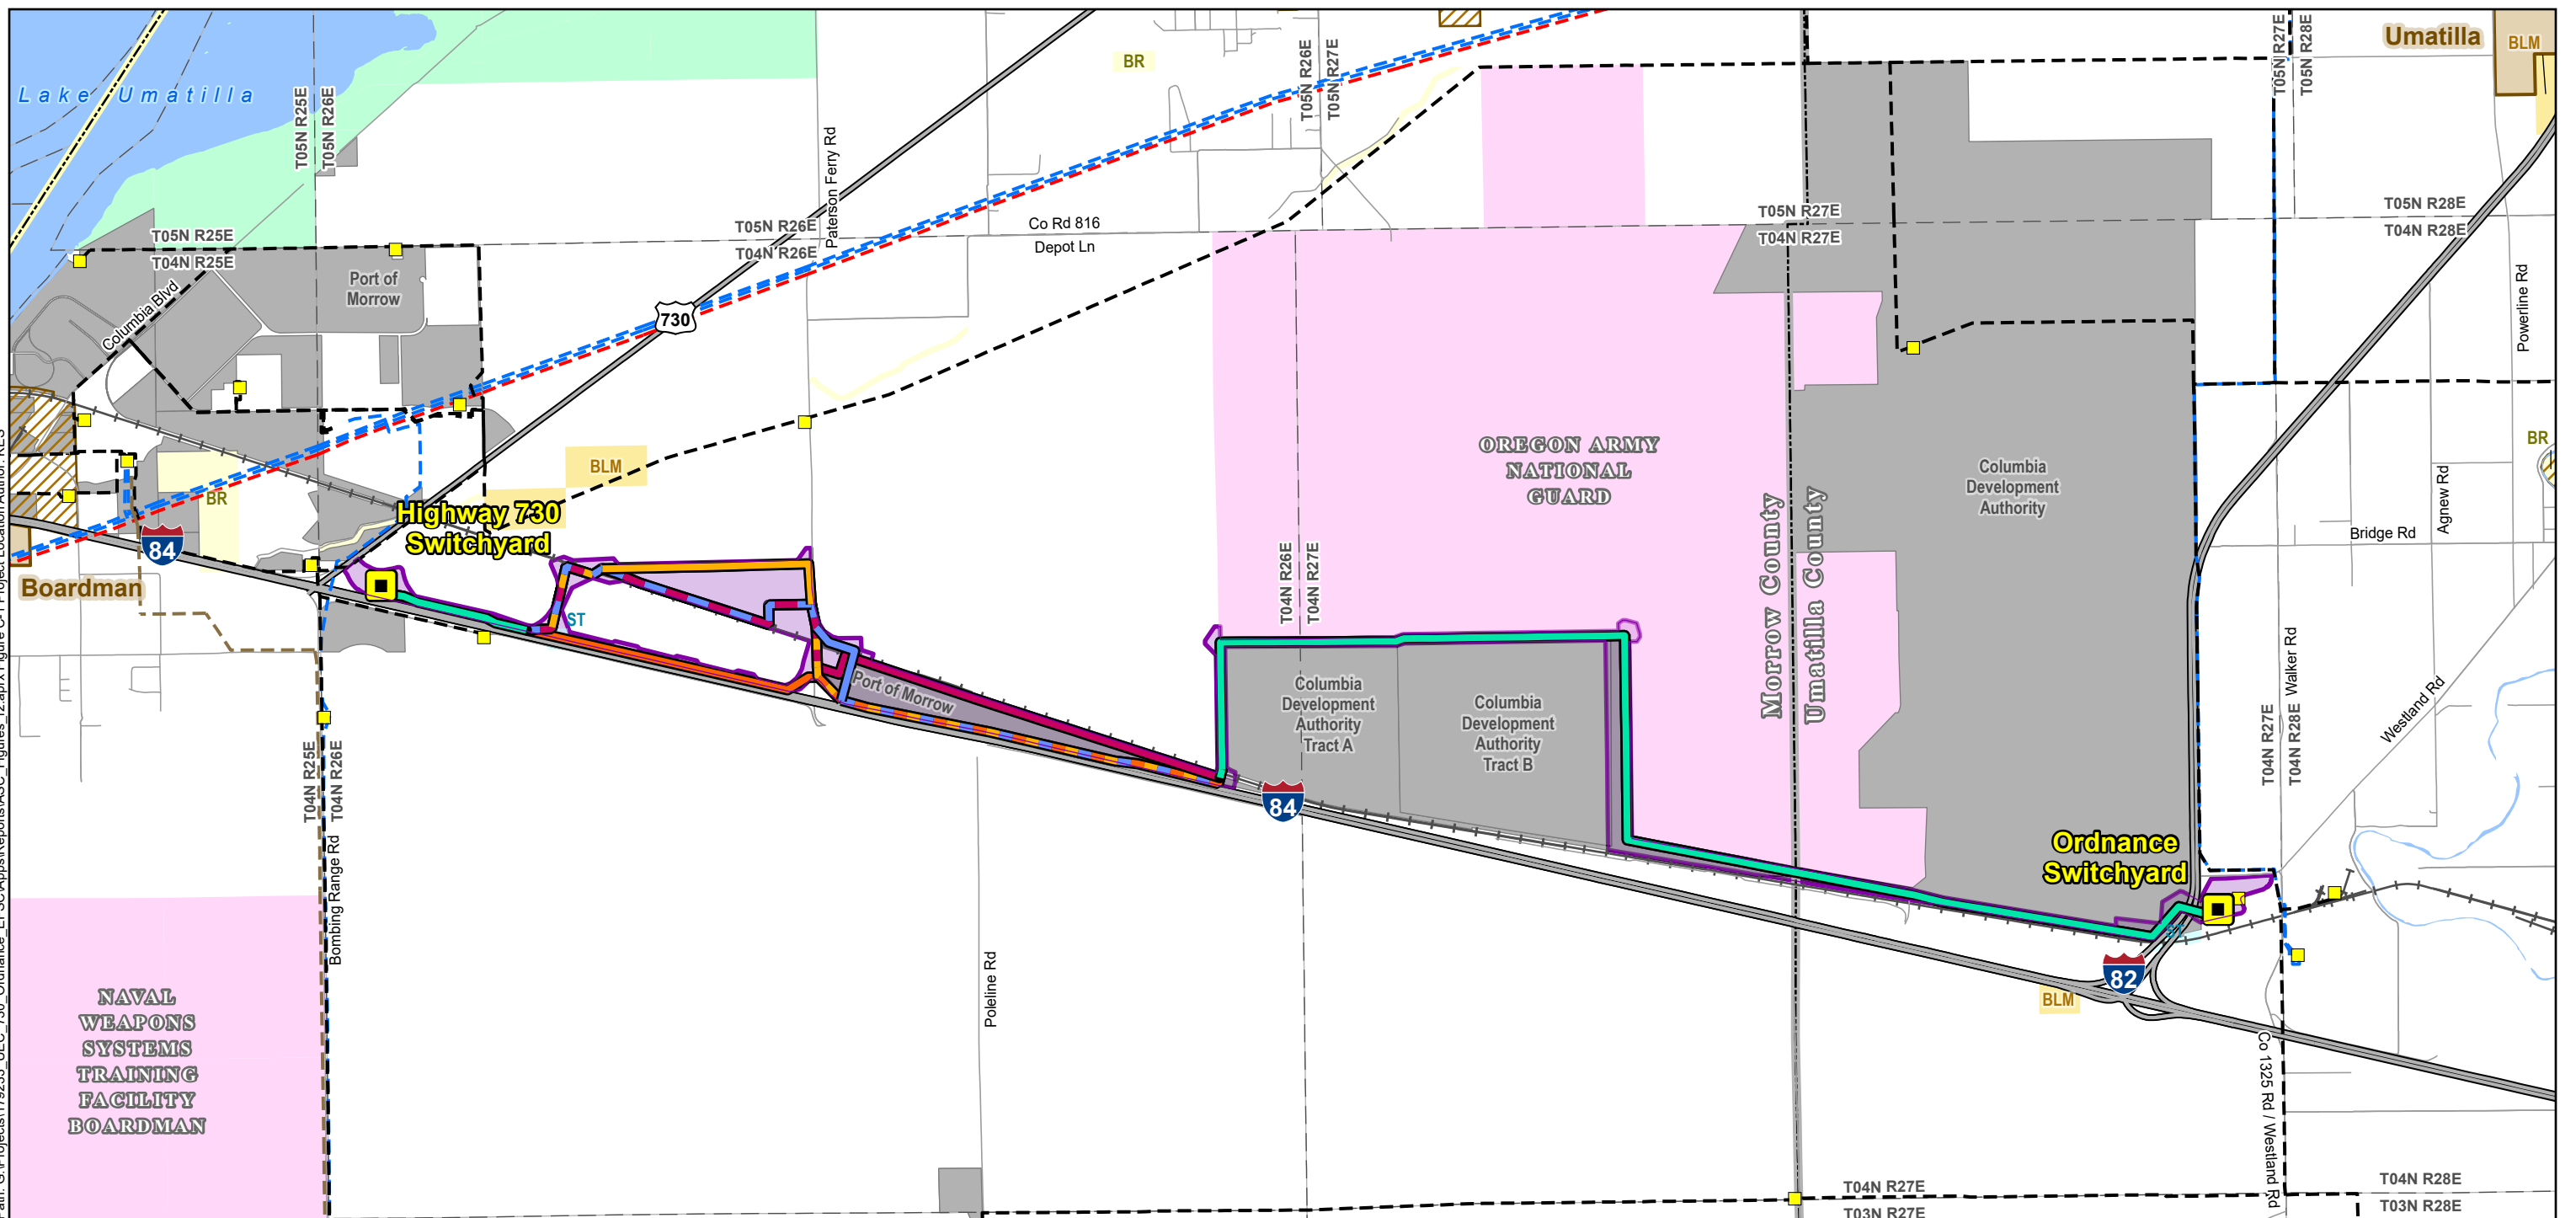 Umatilla
BLM
BR
Lake Umatilla
T05N R25E
T05N R26E
T05N R26E
T05N R27E
T05N R27E
T05N R28E
Paterson Ferry Rd
T05N R25E
T04N R25E
T05N R26E
T04N R26E
Co Rd 816
Depot Ln
T05N R27E
T04N R27E
T05N R28E
T04N R28E
Port of
Morrow
Columbia Blvd
730
Powerline Rd
OREGON ARMY
NATIONAL
GUARD
Columbia
Development
Authority
BR
BLM
BR
Agnew Rd
Bridge Rd
Highway 730
Switchyard
84
Boardman
ST
Morrow County
Umatilla County
T04N R26E
T04N R27E
Walker Rd
Westland Rd
Port of Morrow
Columbia
Development
Authority
Tract A
Columbia
Development
Authority
Tract B
T04N R25E
T04N R26E
T04N R27E
T04N R28E
84
Bombing Range Rd
Ordnance
Switchyard
ST
Poleline Rd
82
BLM
NAVAL
WEAPONS
SYSTEMS
TRAINING
FACILITY
BOARDMAN
Co 1325 Rd / Westland Rd
T04N R27E
T03N R27E
T04N R28E
T03N R28E